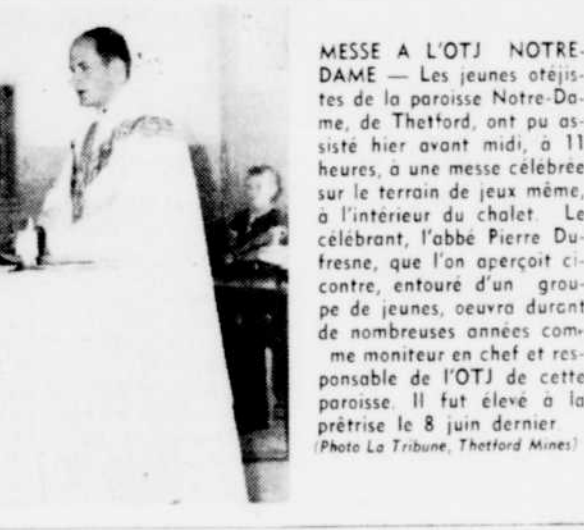 MESSE A L'OTJ NOTRE-
DAME — Les jeunes otéjis-
tes de la paroisse Notre-Da-
me, de Thetford, ont pu as-
sisté hier avant midi, à 11
heures, à une messe célébrée
sur le terrain de jeux même,
à l'intérieur du chalet. Le
célébrant, l'abbé Pierre Du-
fresne, que l'on aperçoit ci-
contre, entouré d'un grou-
pe de jeunes, oeuvra durant
de nombreuses années com-
me moniteur en chef et res-
ponsable de l'OTJ de cette
paroisse. Il fut élevé à la
prêtrise le 8 juin dernier.
(Photo La Tribune, Thetford Mines)